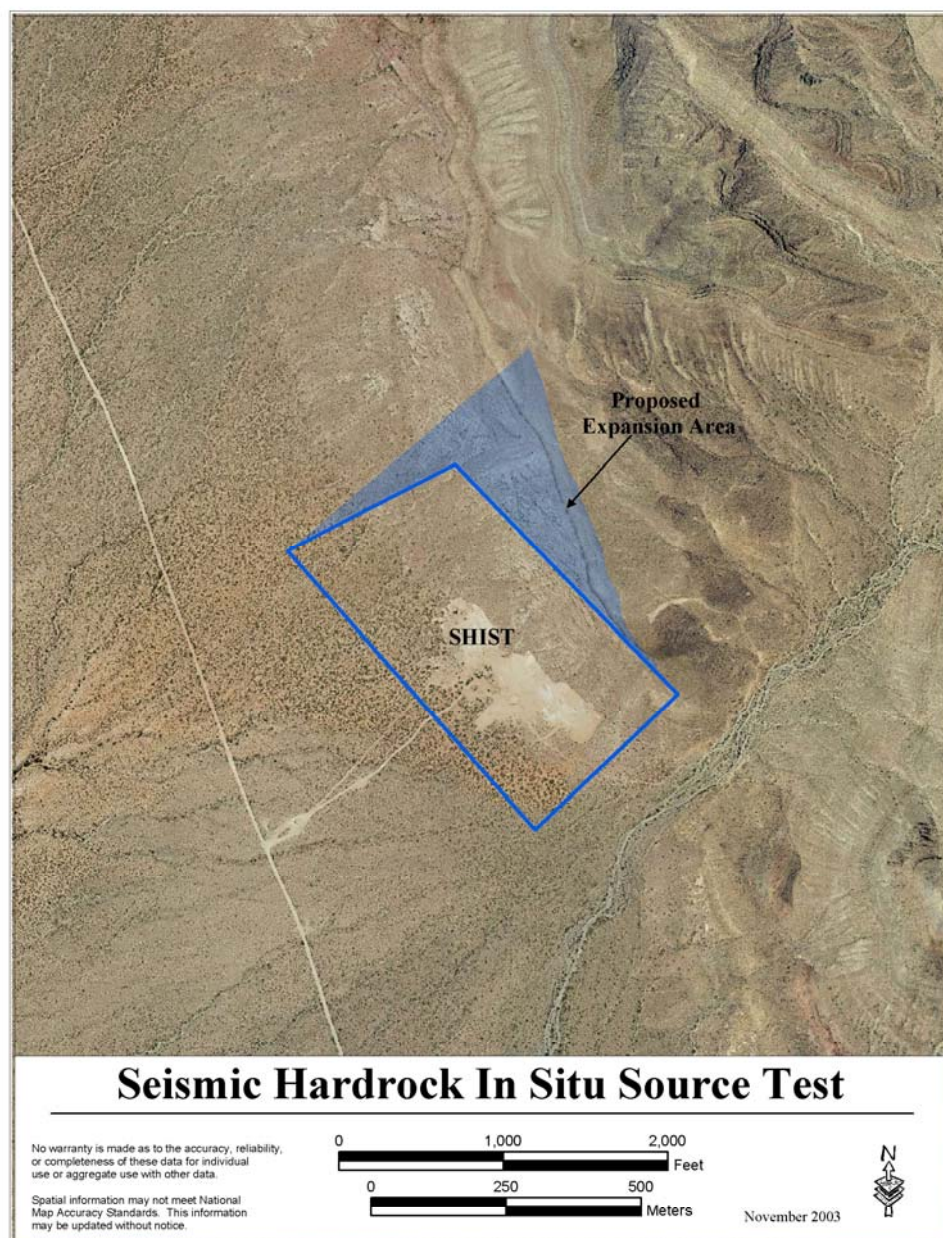 Proposed
Expansion Area
SHIST
Seismic Hardrock In Situ Source Test
No warranty is made as to the accuracy, reliability,
or completeness of these data for individual
use or aggregate use with other data.
Spatial information may not meet National
Map Accuracy Standards. This information
may be updated without notice.
0 1,000 2,000
Feet
0 250 500
Meters
N
November 2003